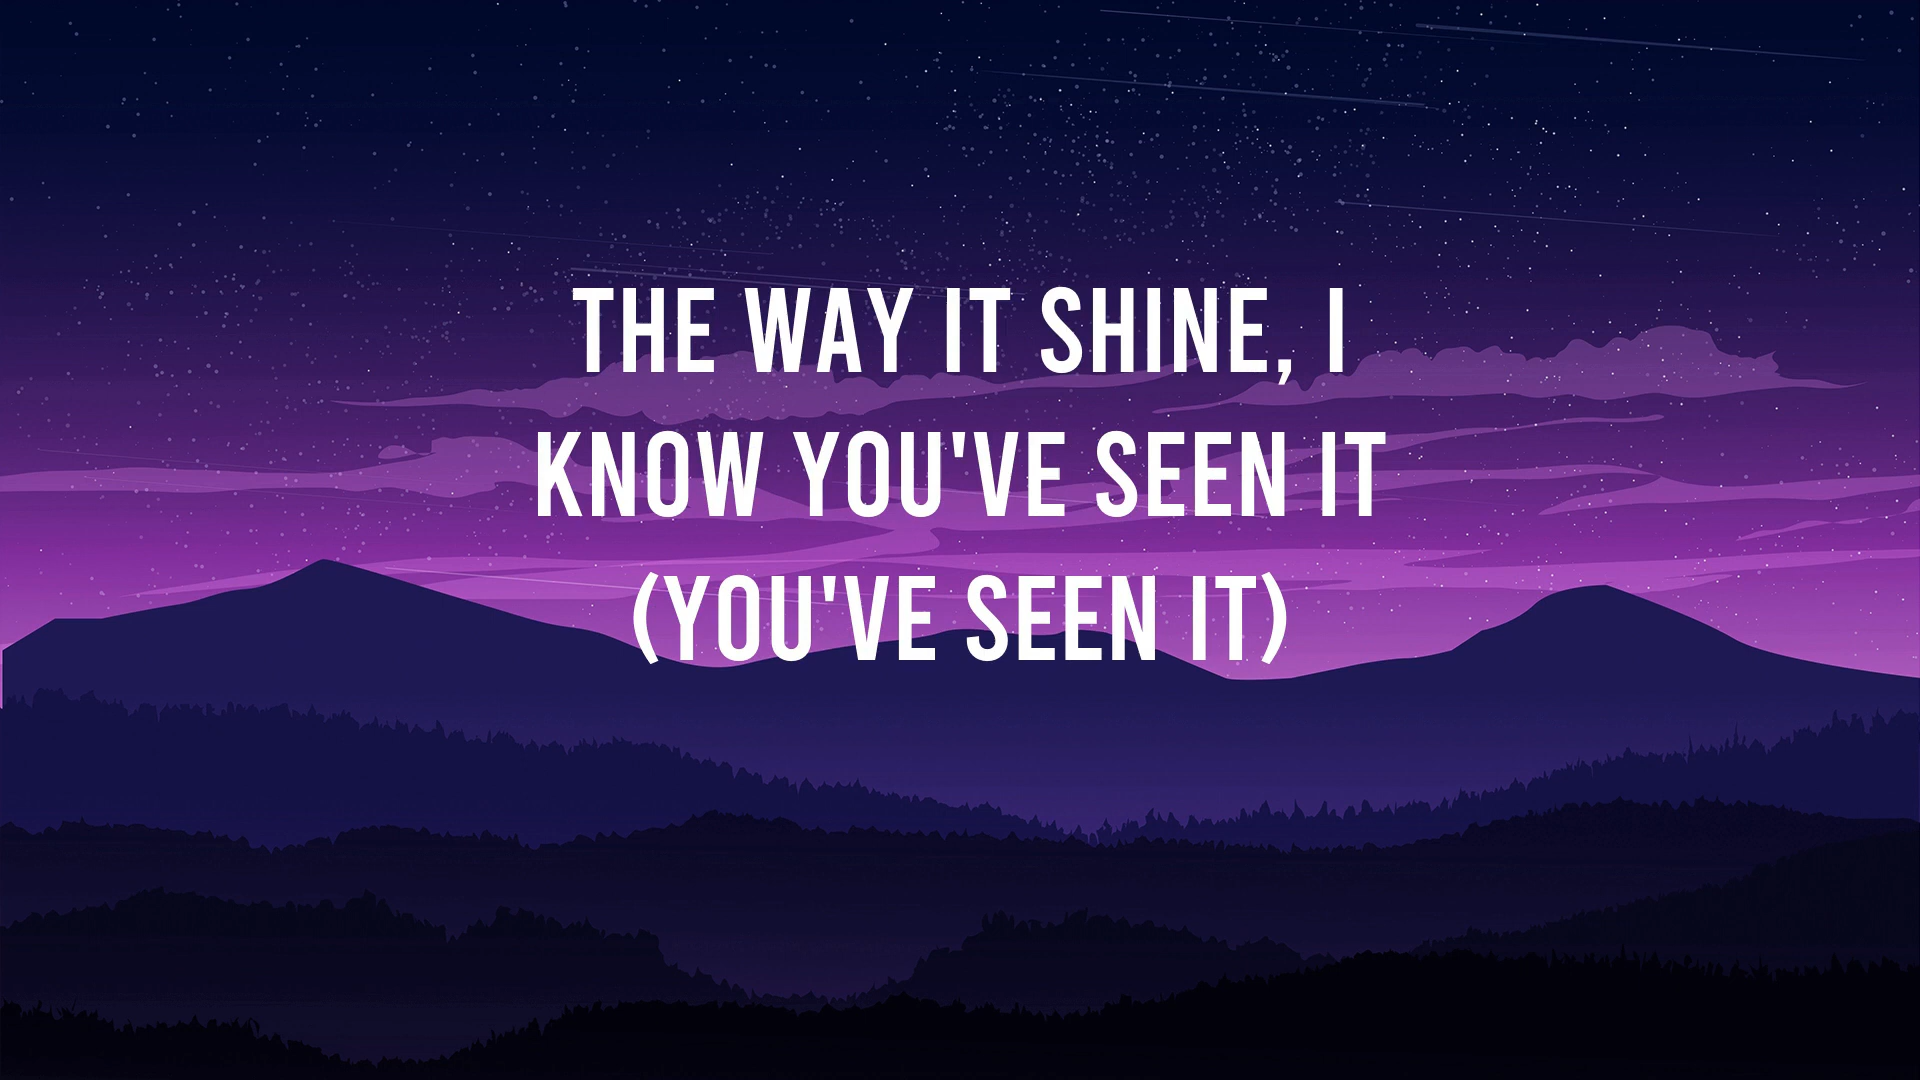 THE WAY IT SHINE, I
KNOW YOU'VE SEEN IT
(YOU'VE SEEN IT)